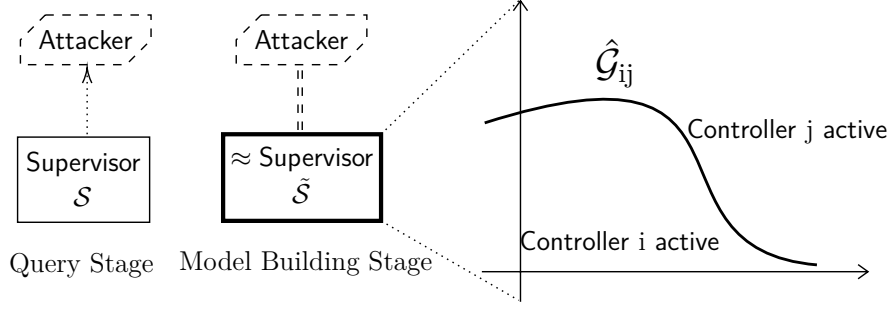 Attacker
Supervisor
𝒮
Query Stage
Attacker
≈ Supervisor
𝒮̃
Model Building Stage
𝒢̂ᵢⱼ
Controller j active
Controller i active